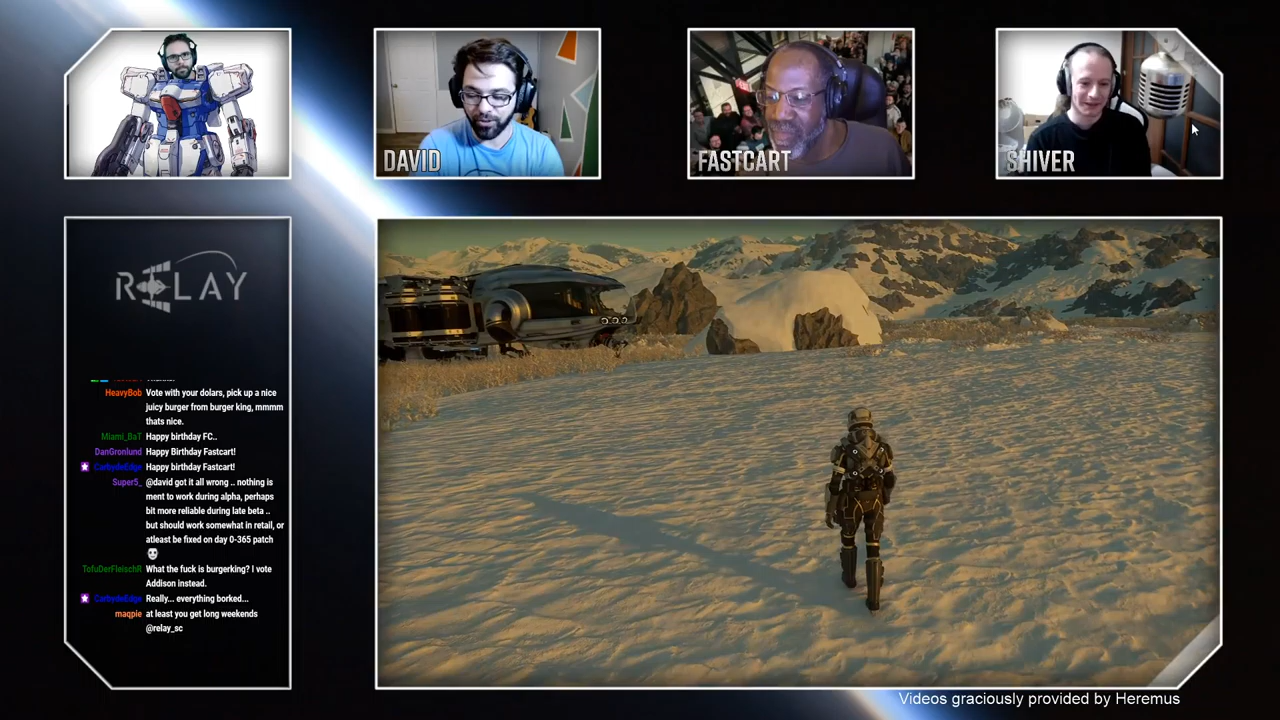 DAVID
FASTCART
SHIVER
RELAY
HeavyBob Vote with your dolars, pick up a nice
juicy burger from burger king, mmmm
thats nice.
Miami_BaT Happy birthday FC..
DanGronlund Happy Birthday Fastcart!
CarbydeEdge Happy birthday Fastcart!
Super5_ @david got it all wrong .. nothing is
ment to work during alpha, perhaps
bit more reliable during late beta ..
but should work somewhat in retail, or
atleast be fixed on day 0-365 patch
TofuDerFleischR What the fuck is burgerking? I vote
Addison instead.
CarbydeEdge Really... everything borked...
maqpie at least you get long weekends
@relay_sc
Videos graciously provided by Heremus